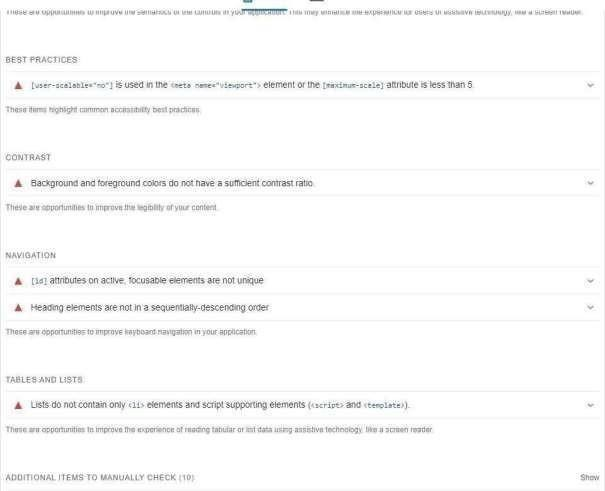 These are opportunities to improve the semantics of the controls in your application. This may enhance the experience for users of assistive technology, like a screen reader.
BEST PRACTICES
[user-scalable="no"] is used in the <meta name="viewport"> element or the [maximum-scale] attribute is less than 5.
These items highlight common accessibility best practices.
CONTRAST
Background and foreground colors do not have a sufficient contrast ratio.
These are opportunities to improve the legibility of your content.
NAVIGATION
[id] attributes on active, focusable elements are not unique
Heading elements are not in a sequentially-descending order
These are opportunities to improve keyboard navigation in your application.
TABLES AND LISTS
Lists do not contain only <li> elements and script supporting elements (<script> and <template>).
These are opportunities to improve the experience of reading tabular or list data using assistive technology, like a screen reader.
ADDITIONAL ITEMS TO MANUALLY CHECK (10) Show